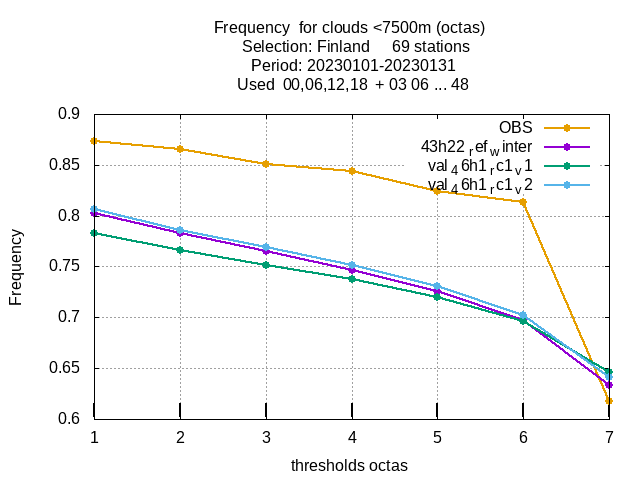 Frequency for clouds <7500m (octas)
Selection: Finland 69 stations
Period: 20230101-20230131
Used 00,06,12,18 + 03 06 ... 48
0.9
0.85
0.8
0.75
0.7
0.65
0.6
Frequency
OBS
43h22_ref_winter
val_46h1_rc1_v1
val_46h1_rc1_v2
1 2 3 4 5 6 7
thresholds octas